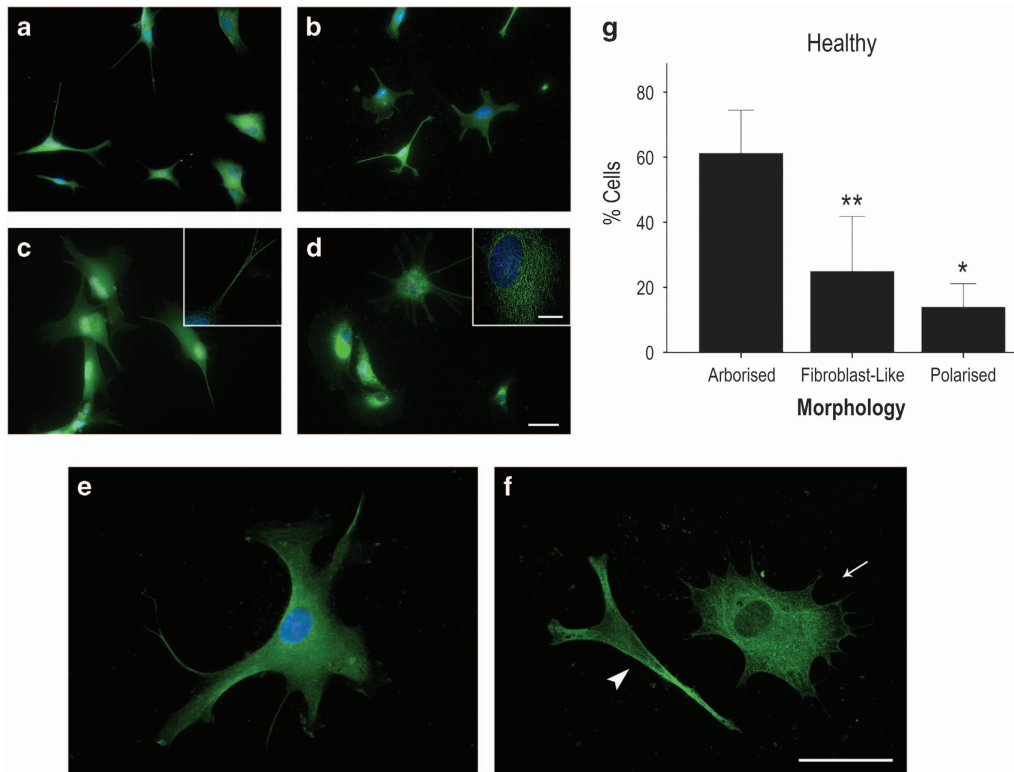 a
b
c
d
e
f
g
Healthy
% Cells
80
60
40
20
0
**
*
Arborised Fibroblast-Like Polarised
Morphology